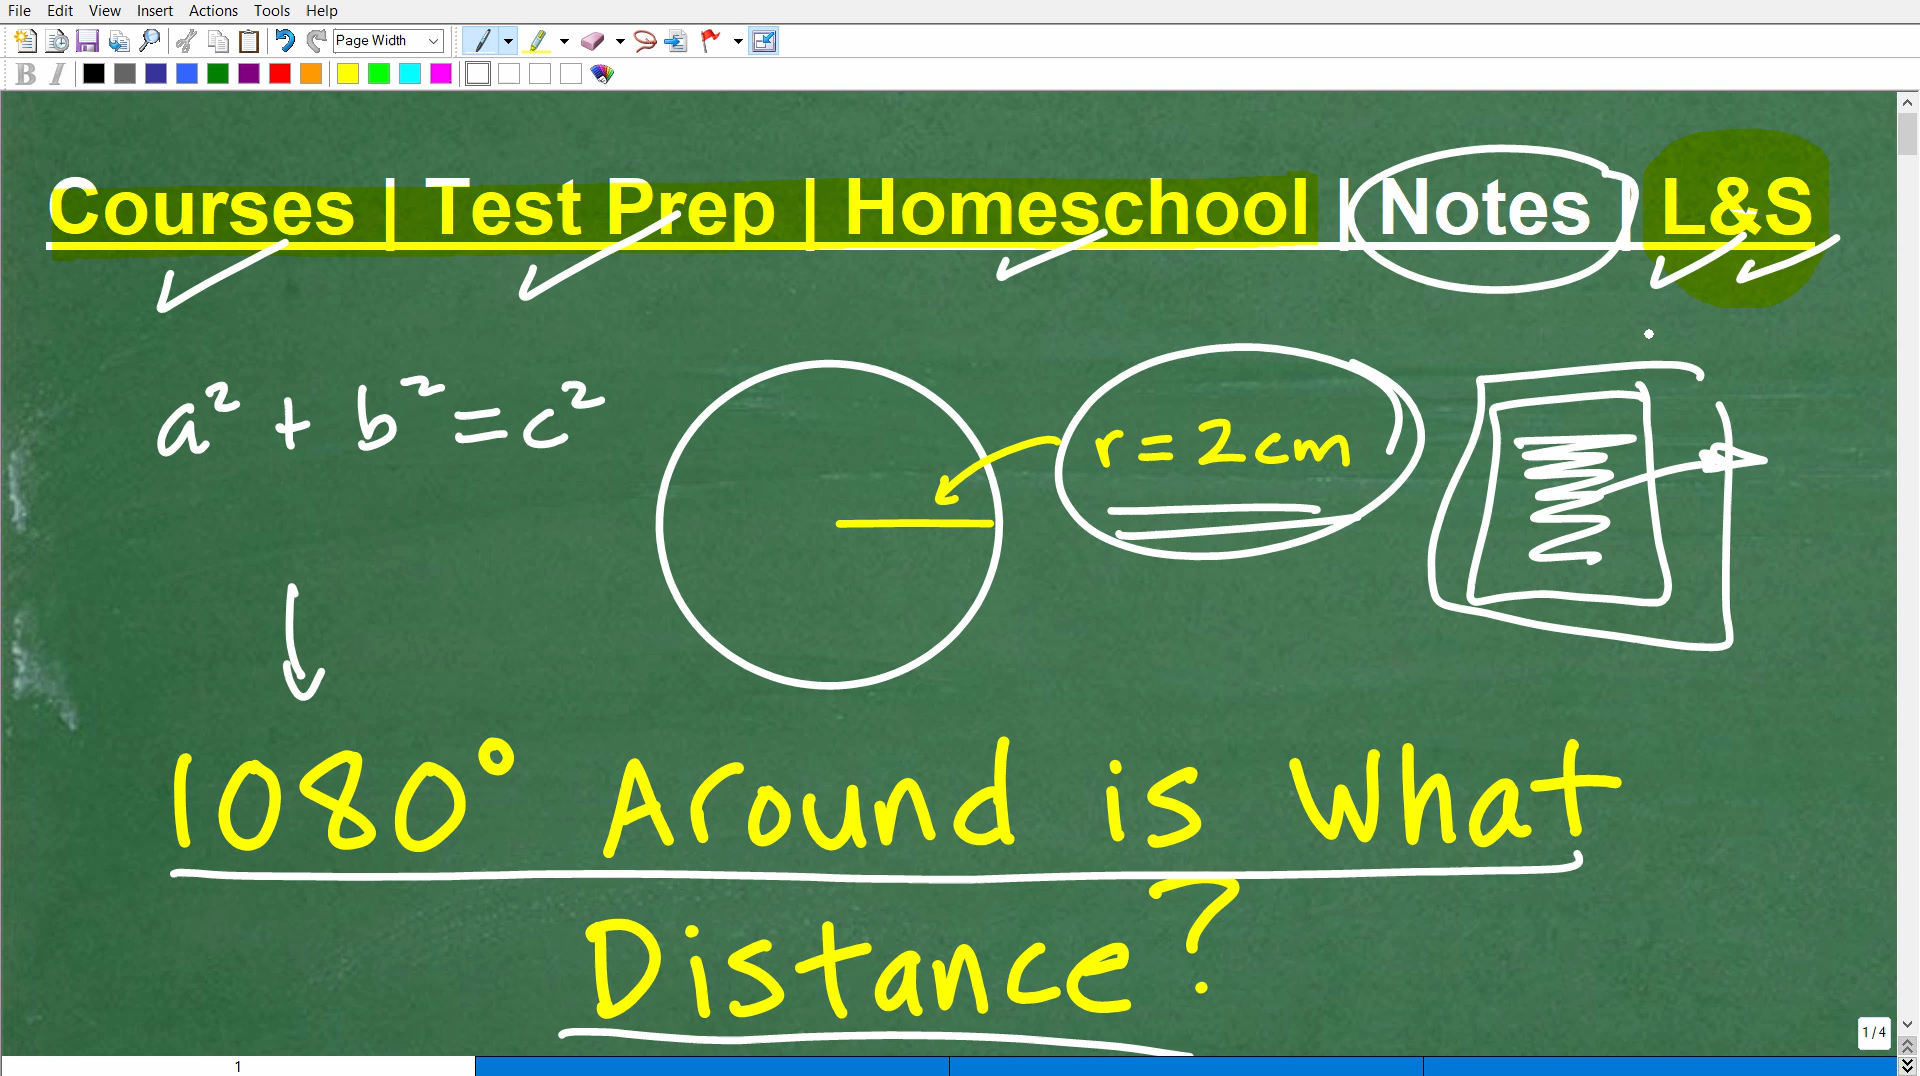 File Edit View Insert Actions Tools Help
Page Width
B I
Courses | Test Prep | Homeschool | Notes | L&S
a² + b² = c²
r = 2cm
1080° Around is What
Distance?
1 / 4
1